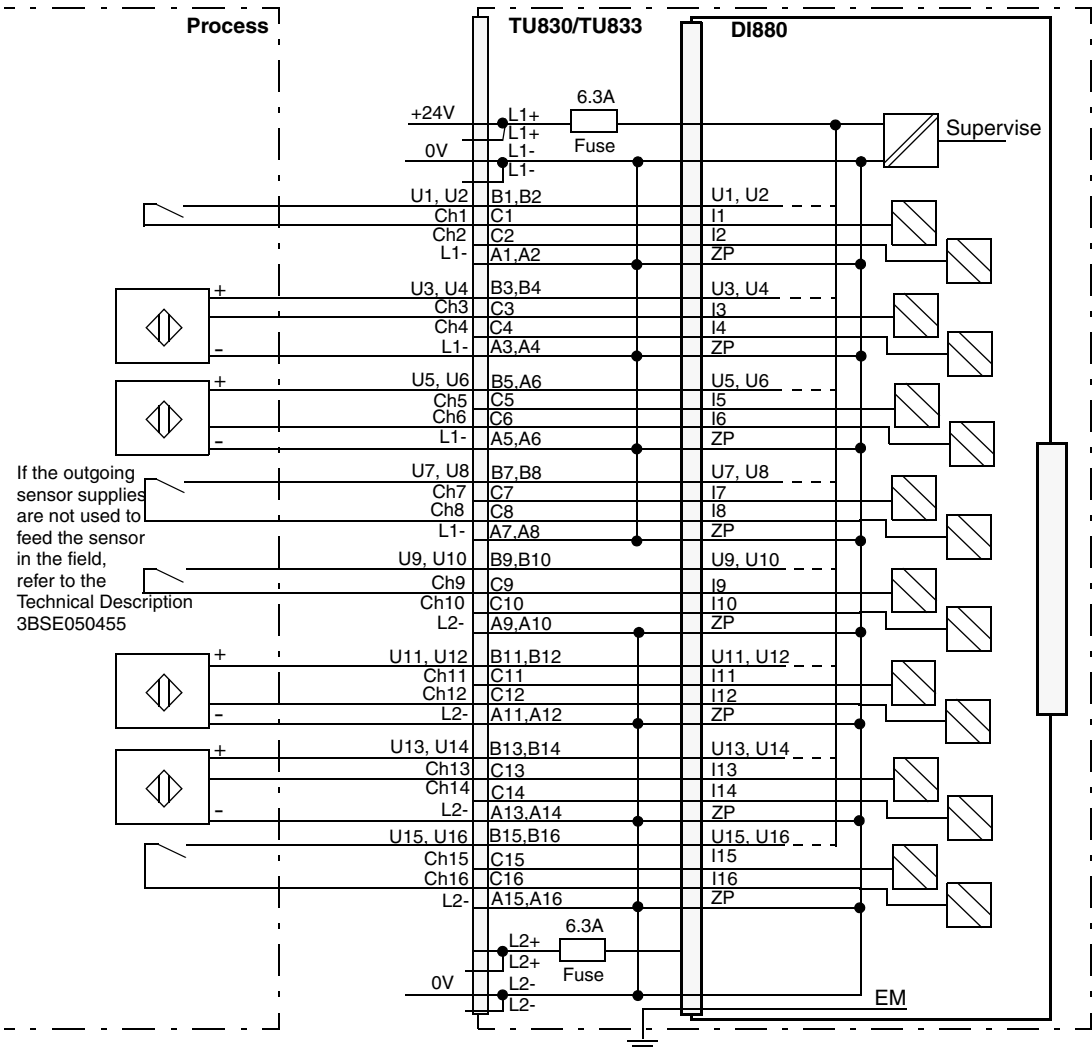 Process TU830/TU833 DI880
6.3A
+24V L1+
L1+
Fuse
Supervise
0V L1-
L1-
U1, U2 B1,B2 U1, U2
Ch1 C1 I1
Ch2 C2 I2
L1- A1,A2 ZP
+ U3, U4 B3,B4 U3, U4
Ch3 C3 I3
Ch4 C4 I4
- L1- A3,A4 ZP
+ U5, U6 B5,A6 U5, U6
Ch5 C5 I5
Ch6 C6 I6
- L1- A5,A6 ZP
If the outgoing
sensor supplies
are not used to
feed the sensor
in the field,
refer to the
Technical Description
3BSE050455
U7, U8 B7,B8 U7, U8
Ch7 C7 I7
Ch8 C8 I8
L1- A7,A8 ZP
U9, U10 B9,B10 U9, U10
Ch9 C9 I9
Ch10 C10 I10
L2- A9,A10 ZP
+ U11, U12 B11,B12 U11, U12
Ch11 C11 I11
Ch12 C12 I12
- L2- A11,A12 ZP
+ U13, U14 B13,B14 U13, U14
Ch13 C13 I13
Ch14 C14 I14
- L2- A13,A14 ZP
U15, U16 B15,B16 U15, U16
Ch15 C15 I15
Ch16 C16 I16
L2- A15,A16 ZP
6.3A
L2+
L2+
Fuse
0V L2-
L2-
EM